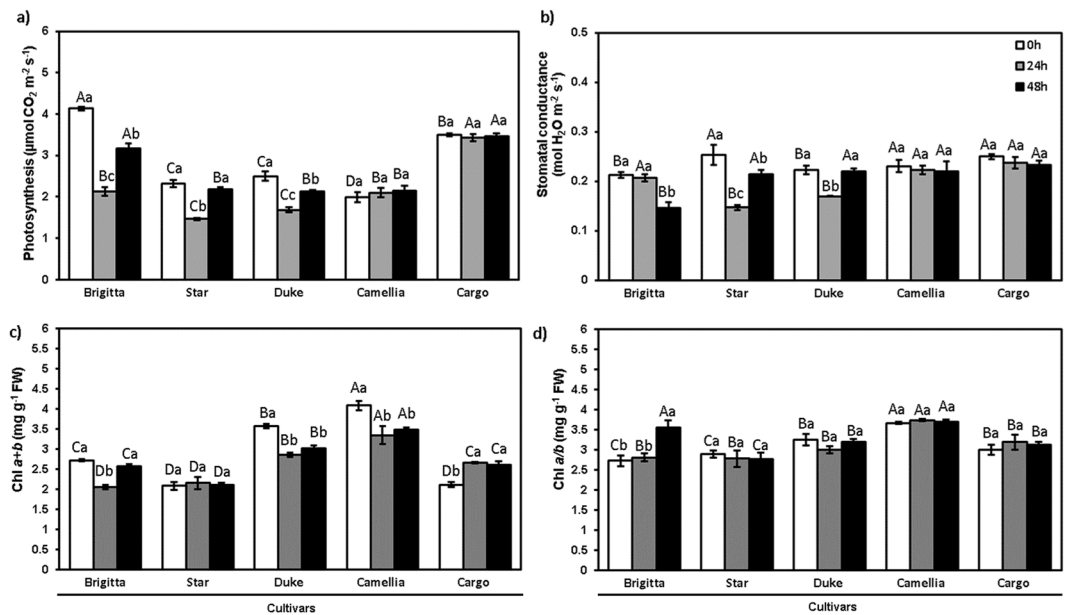 a)
Photosynthesis (μmol CO₂ m⁻² s⁻¹)
6
5
4
3
2
1
0
Aa
Bc
Ab
Ca
Cb
Ba
Ca
Cc
Bb
Da
Ba
Ba
Ba
Aa
Aa
Brigitta Star Duke Camellia Cargo
b)
Stomatal conductance
(mol H₂O m⁻² s⁻¹)
0.5
0.4
0.3
0.2
0.1
0
0h
24h
48h
Ba
Aa
Bb
Aa
Bc
Ab
Ba
Bb
Aa
Aa
Aa
Aa
Aa
Aa
Aa
Brigitta Star Duke Camellia Cargo
c)
Chl a+b (mg g⁻¹ FW)
6
5.5
5
4.5
4
3.5
3
2.5
2
1.5
1
0.5
0
Ca
Db
Ca
Da
Da
Da
Ba
Bb
Bb
Aa
Ab
Ab
Db
Ca
Ca
Brigitta Star Duke Camellia Cargo
Cultivars
d)
Chl a/b (mg g⁻¹ FW)
6
5.5
5
4.5
4
3.5
3
2.5
2
1.5
1
0.5
0
Cb
Bb
Aa
Ca
Ba
Ca
Ba
Ba
Ba
Aa
Aa
Aa
Ba
Ba
Ba
Brigitta Star Duke Camellia Cargo
Cultivars